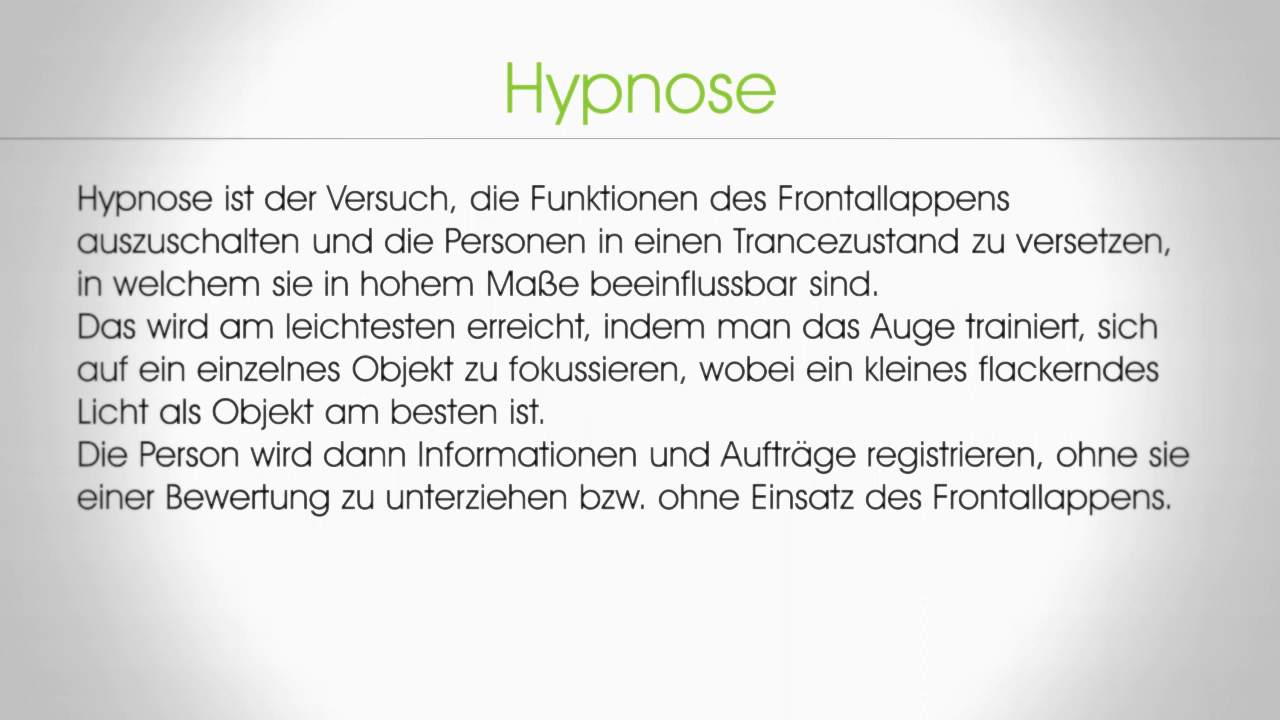 Hypnose
Hypnose ist der Versuch, die Funktionen des Frontallappens
auszuschalten und die Personen in einen Trancezustand zu versetzen,
in welchem sie in hohem Maße beeinflussbar sind.
Das wird am leichtesten erreicht, indem man das Auge trainiert, sich
auf ein einzelnes Objekt zu fokussieren, wobei ein kleines flackerndes
Licht als Objekt am besten ist.
Die Person wird dann Informationen und Aufträge registrieren, ohne sie
einer Bewertung zu unterziehen bzw. ohne Einsatz des Frontallappens.